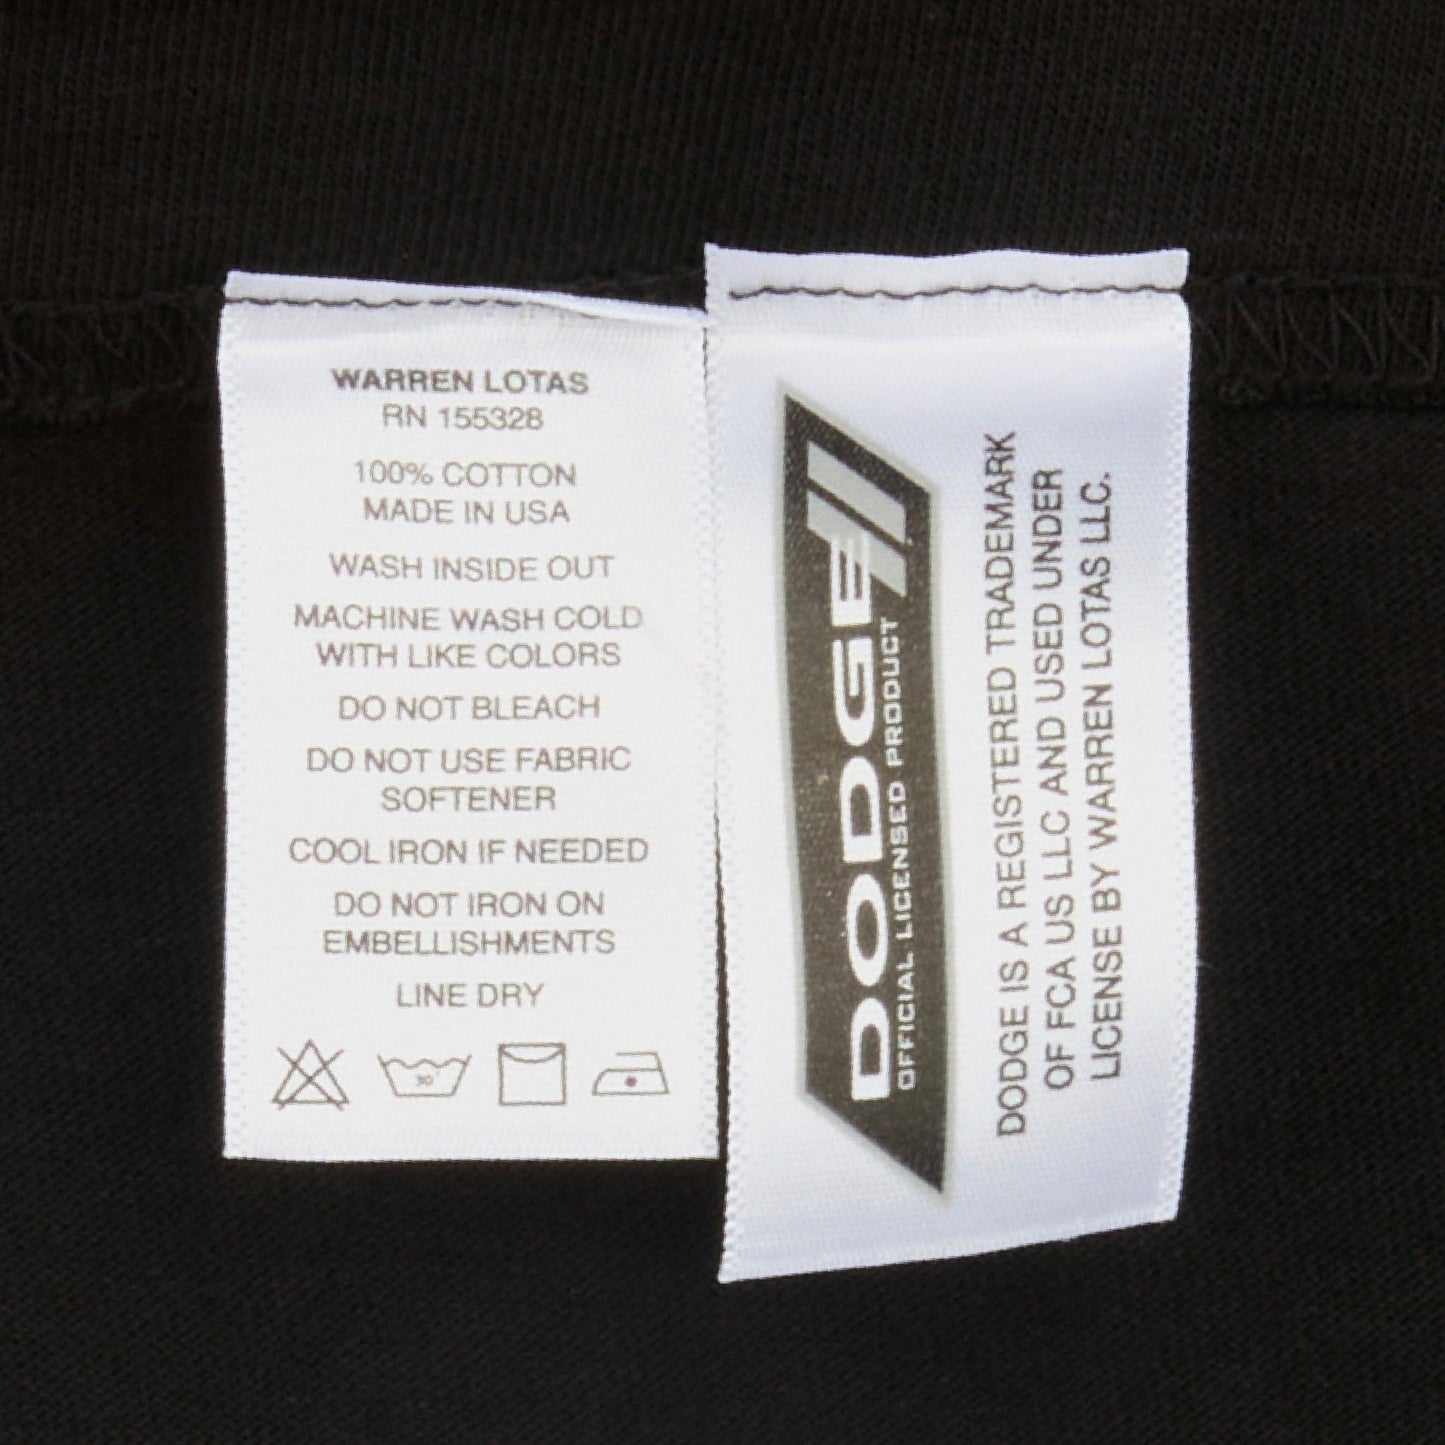 WARREN LOTAS
RN 155328
100% COTTON
MADE IN USA
WASH INSIDE OUT
MACHINE WASH COLD
WITH LIKE COLORS
DO NOT BLEACH
DO NOT USE FABRIC
SOFTENER
COOL IRON IF NEEDED
DO NOT IRON ON
EMBELLISHMENTS
LINE DRY
30
DODGE
OFFICIAL LICENSED PRODUCT
DODGE IS A REGISTERED TRADEMARK
OF FCA US LLC AND USED UNDER
LICENSE BY WARREN LOTAS LLC.